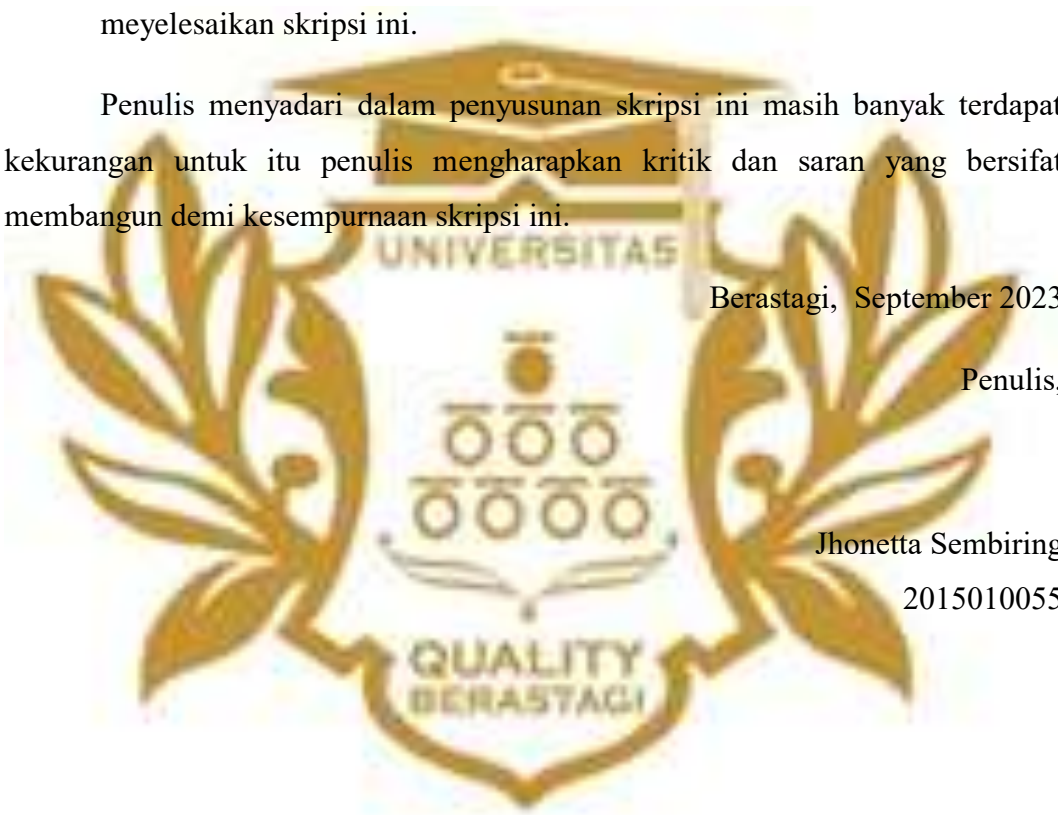 meyelesaikan skripsi ini.
Penulis menyadari dalam penyusunan skripsi ini masih banyak terdapat
kekurangan untuk itu penulis mengharapkan kritik dan saran yang bersifat
membangun demi kesempurnaan skripsi ini.
UNIVERSITAS
Berastagi, September 2023
Penulis,
Jhonetta Sembiring
2015010055
QUALITY
BERASTAGI